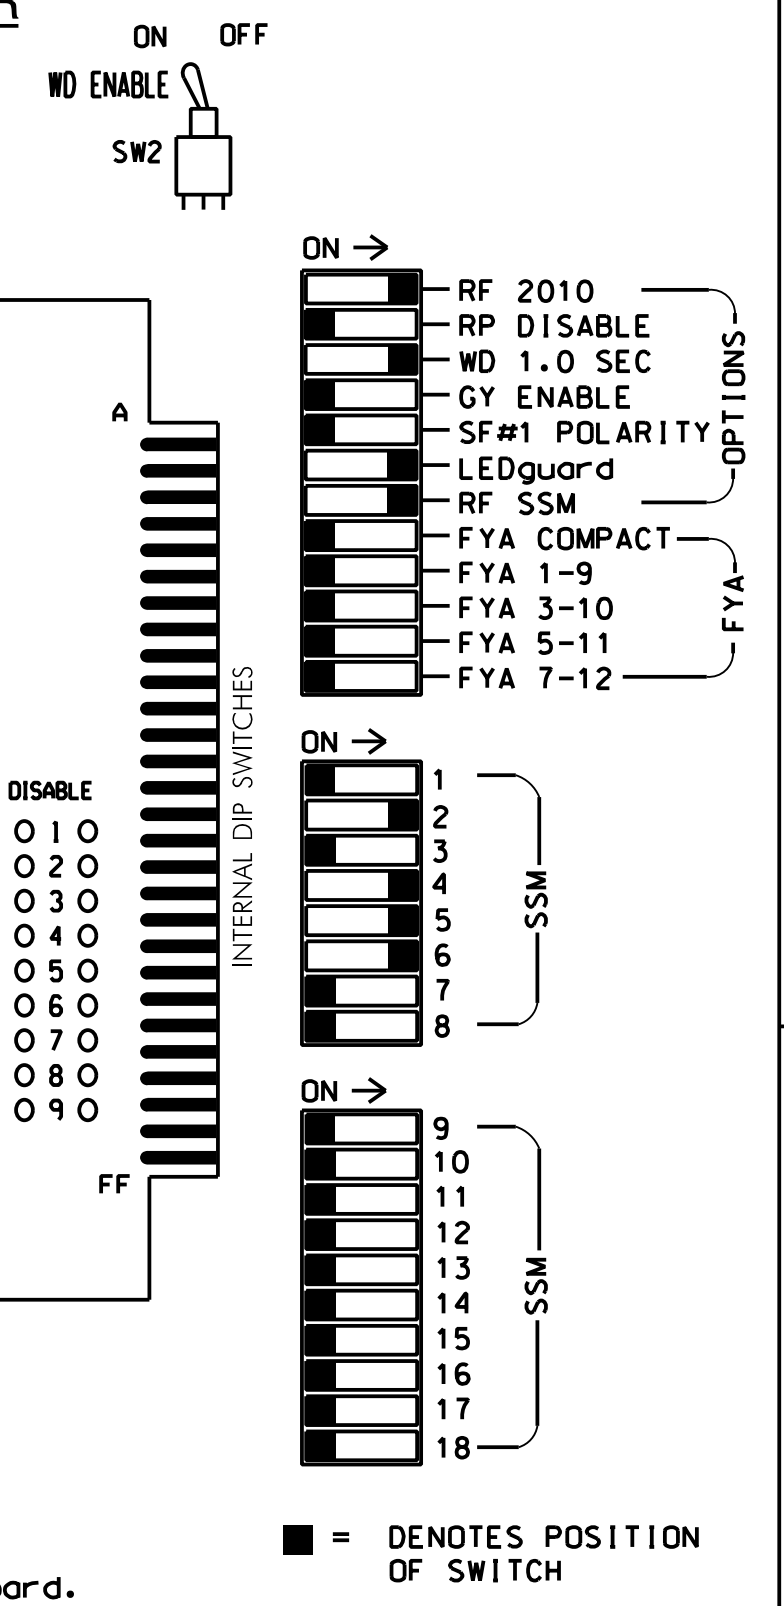 ON OFF
WD ENABLE
SW2
ON
RF 2010
RP DISABLE
WD 1.0 SEC
GY ENABLE
SF#1 POLARITY
LEDguard
RF SSM
OPTIONS
FYA COMPACT
FYA 1-9
FYA 3-10
FYA 5-11
FYA 7-12
FYA
A
FF
INTERNAL DIP SWITCHES
DISABLE
1
2
3
4
5
6
7
8
9
ON
1
2
3
4
5
6
7
8
SSM
ON
9
10
11
12
13
14
15
16
17
18
SSM
= DENOTES POSITION
OF SWITCH